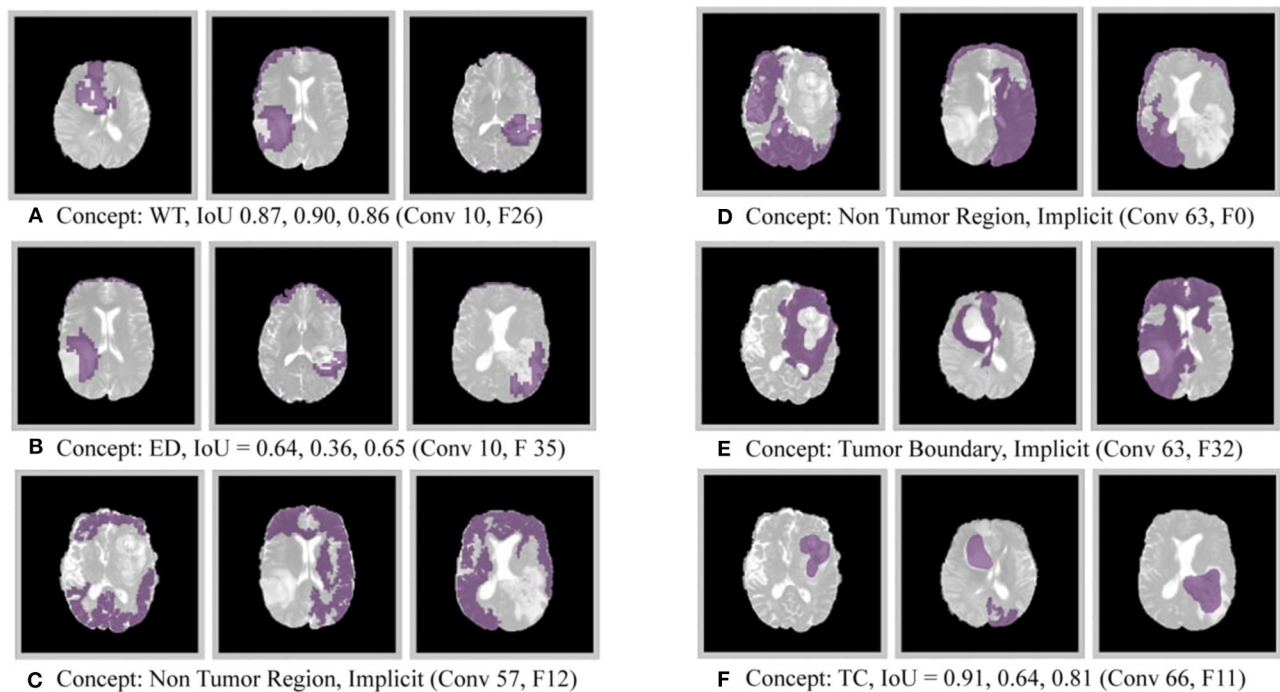 A Concept: WT, IoU 0.87, 0.90, 0.86 (Conv 10, F26)
B Concept: ED, IoU = 0.64, 0.36, 0.65 (Conv 10, F 35)
C Concept: Non Tumor Region, Implicit (Conv 57, F12)
D Concept: Non Tumor Region, Implicit (Conv 63, F0)
E Concept: Tumor Boundary, Implicit (Conv 63, F32)
F Concept: TC, IoU = 0.91, 0.64, 0.81 (Conv 66, F11)